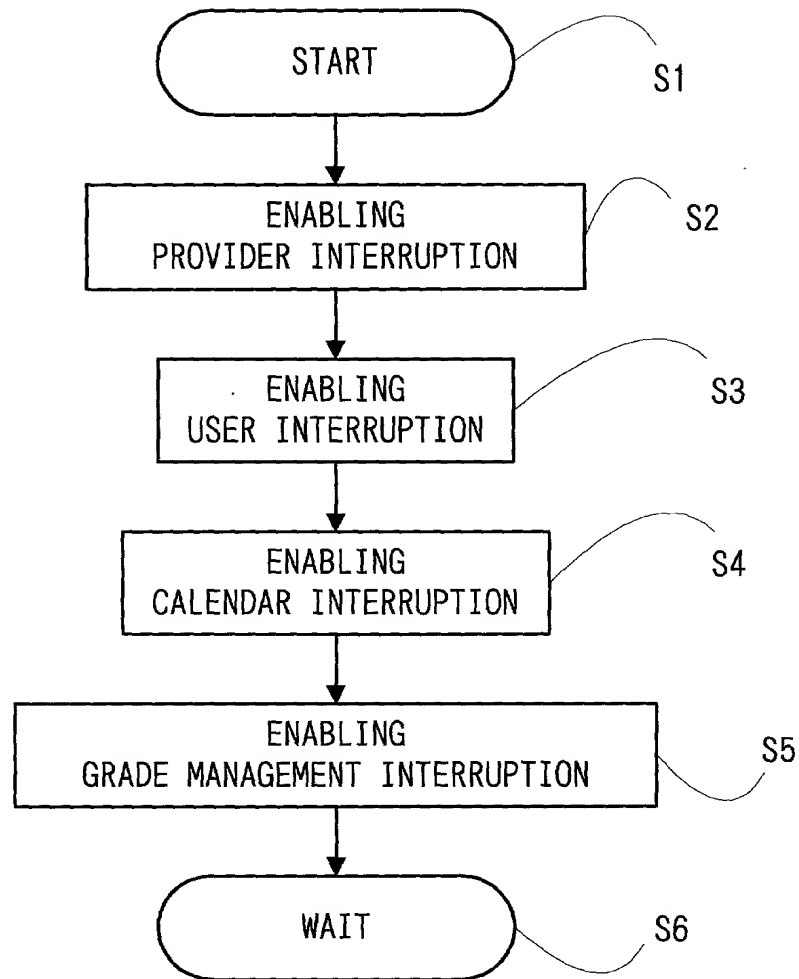 START
S1
ENABLING
PROVIDER INTERRUPTION
S2
ENABLING
USER INTERRUPTION
S3
ENABLING
CALENDAR INTERRUPTION
S4
ENABLING
GRADE MANAGEMENT INTERRUPTION
S5
WAIT
S6